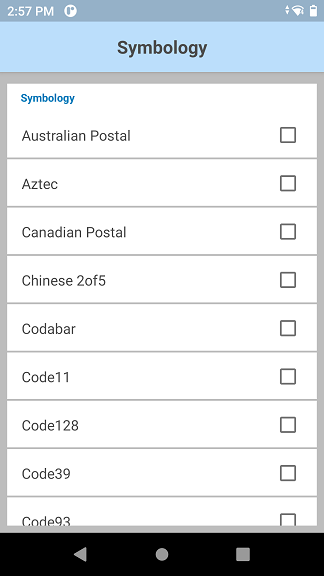 2:57 PM
Symbology
Symbology
Australian Postal
Aztec
Canadian Postal
Chinese 2of5
Codabar
Code11
Code128
Code39
Code93